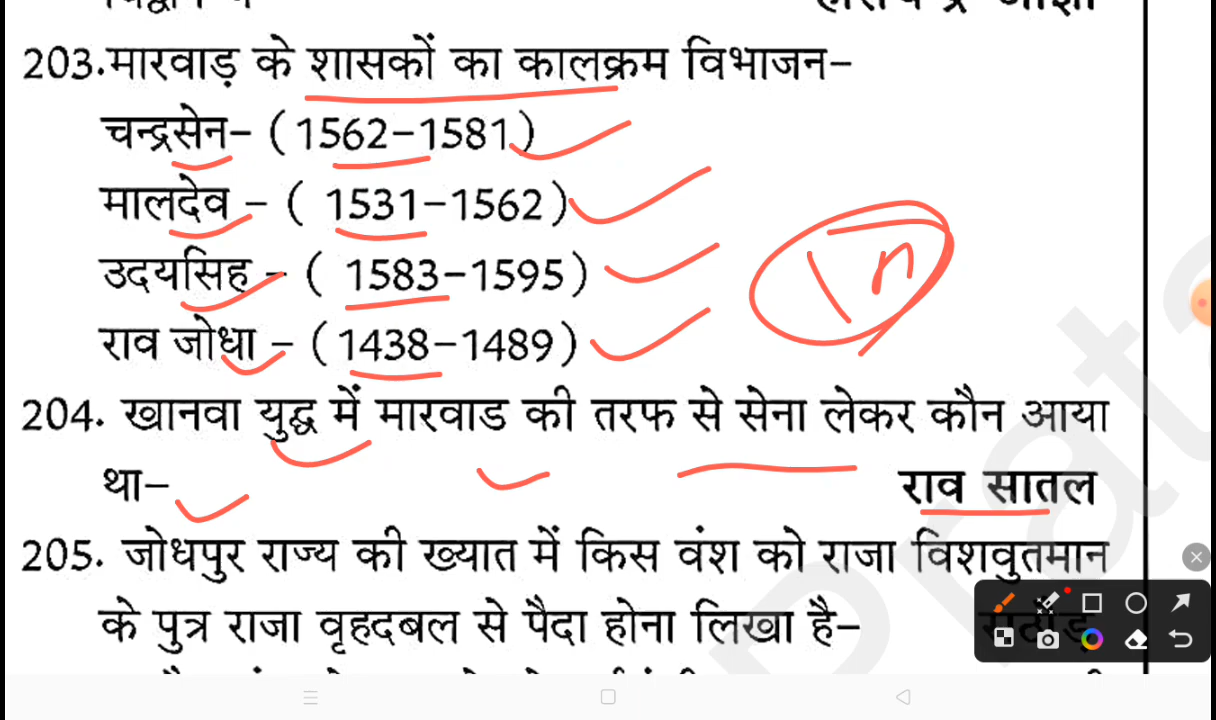 203.मारवाड़ के शासकों का कालक्रम विभाजन–
चन्द्रसेन– (1562–1581)
मालदेव – ( 1531–1562)
उदयसिह – ( 1583–1595)
राव जोधा – (1438–1489)
204. खानवा युद्ध में मारवाड की तरफ से सेना लेकर कौन आया
था– राव सातल
205. जोधपुर राज्य की ख्यात में किस वंश को राजा विशवुतमान
के पुत्र राजा वृहदबल से पैदा होना लिखा है– राठौड़